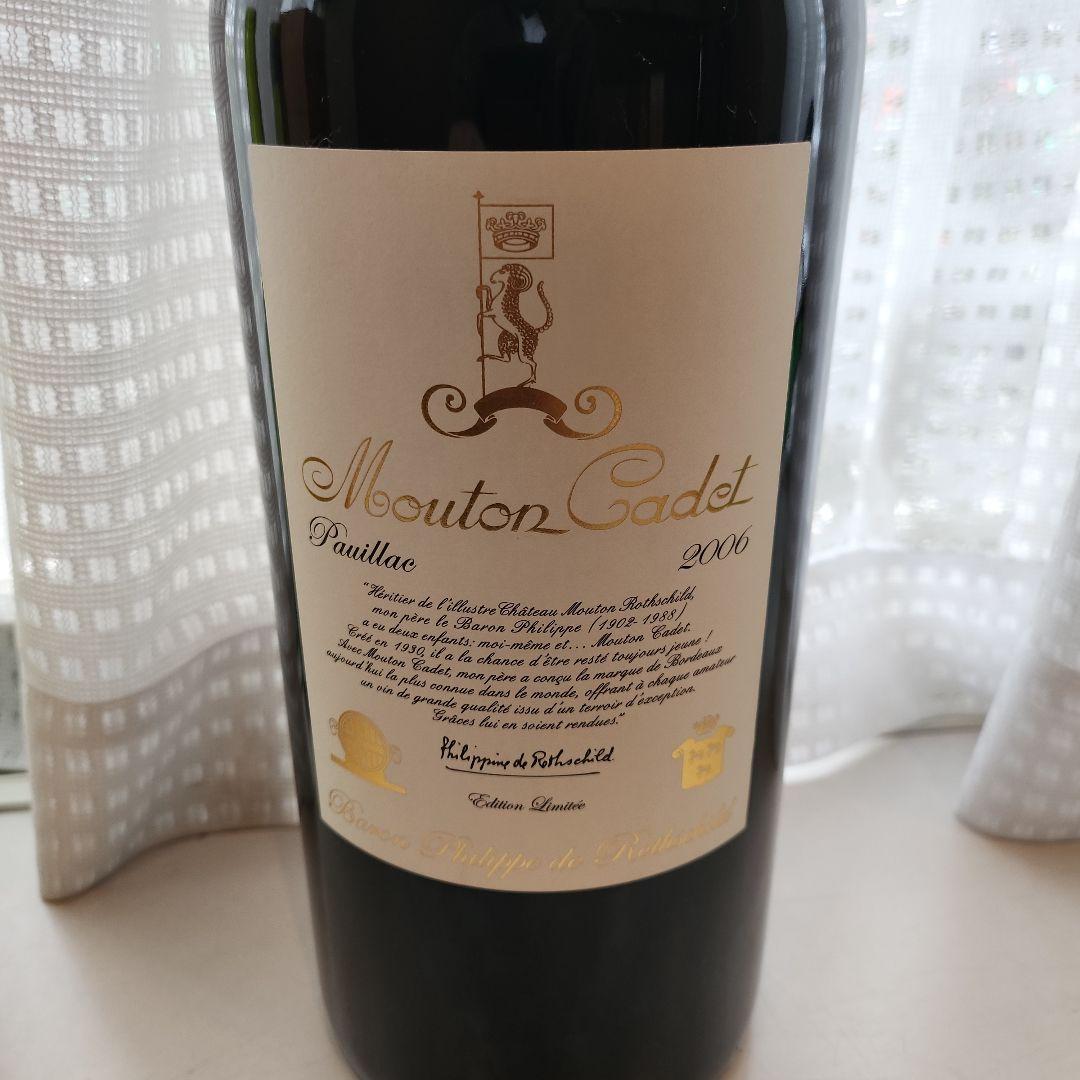 Mouton Cadet
Pauillac
2006
"Héritier de l'illustre Château Mouton Rothschild,
mon père le Baron Philippe (1902-1988)
a eu deux enfants: moi-même et... Mouton Cadet.
Créé en 1930, il a la chance d'être resté toujours jeune !
Avec Mouton Cadet, mon père a conçu la marque de Bordeaux
aujourd'hui la plus connue dans le monde, offrant à chaque amateur
un vin de grande qualité issu d'un terroir d'exception.
Grâces lui en soient rendues."
Philippine de Rothschild
Edition Limitée
Baron Philippe de Rothschild